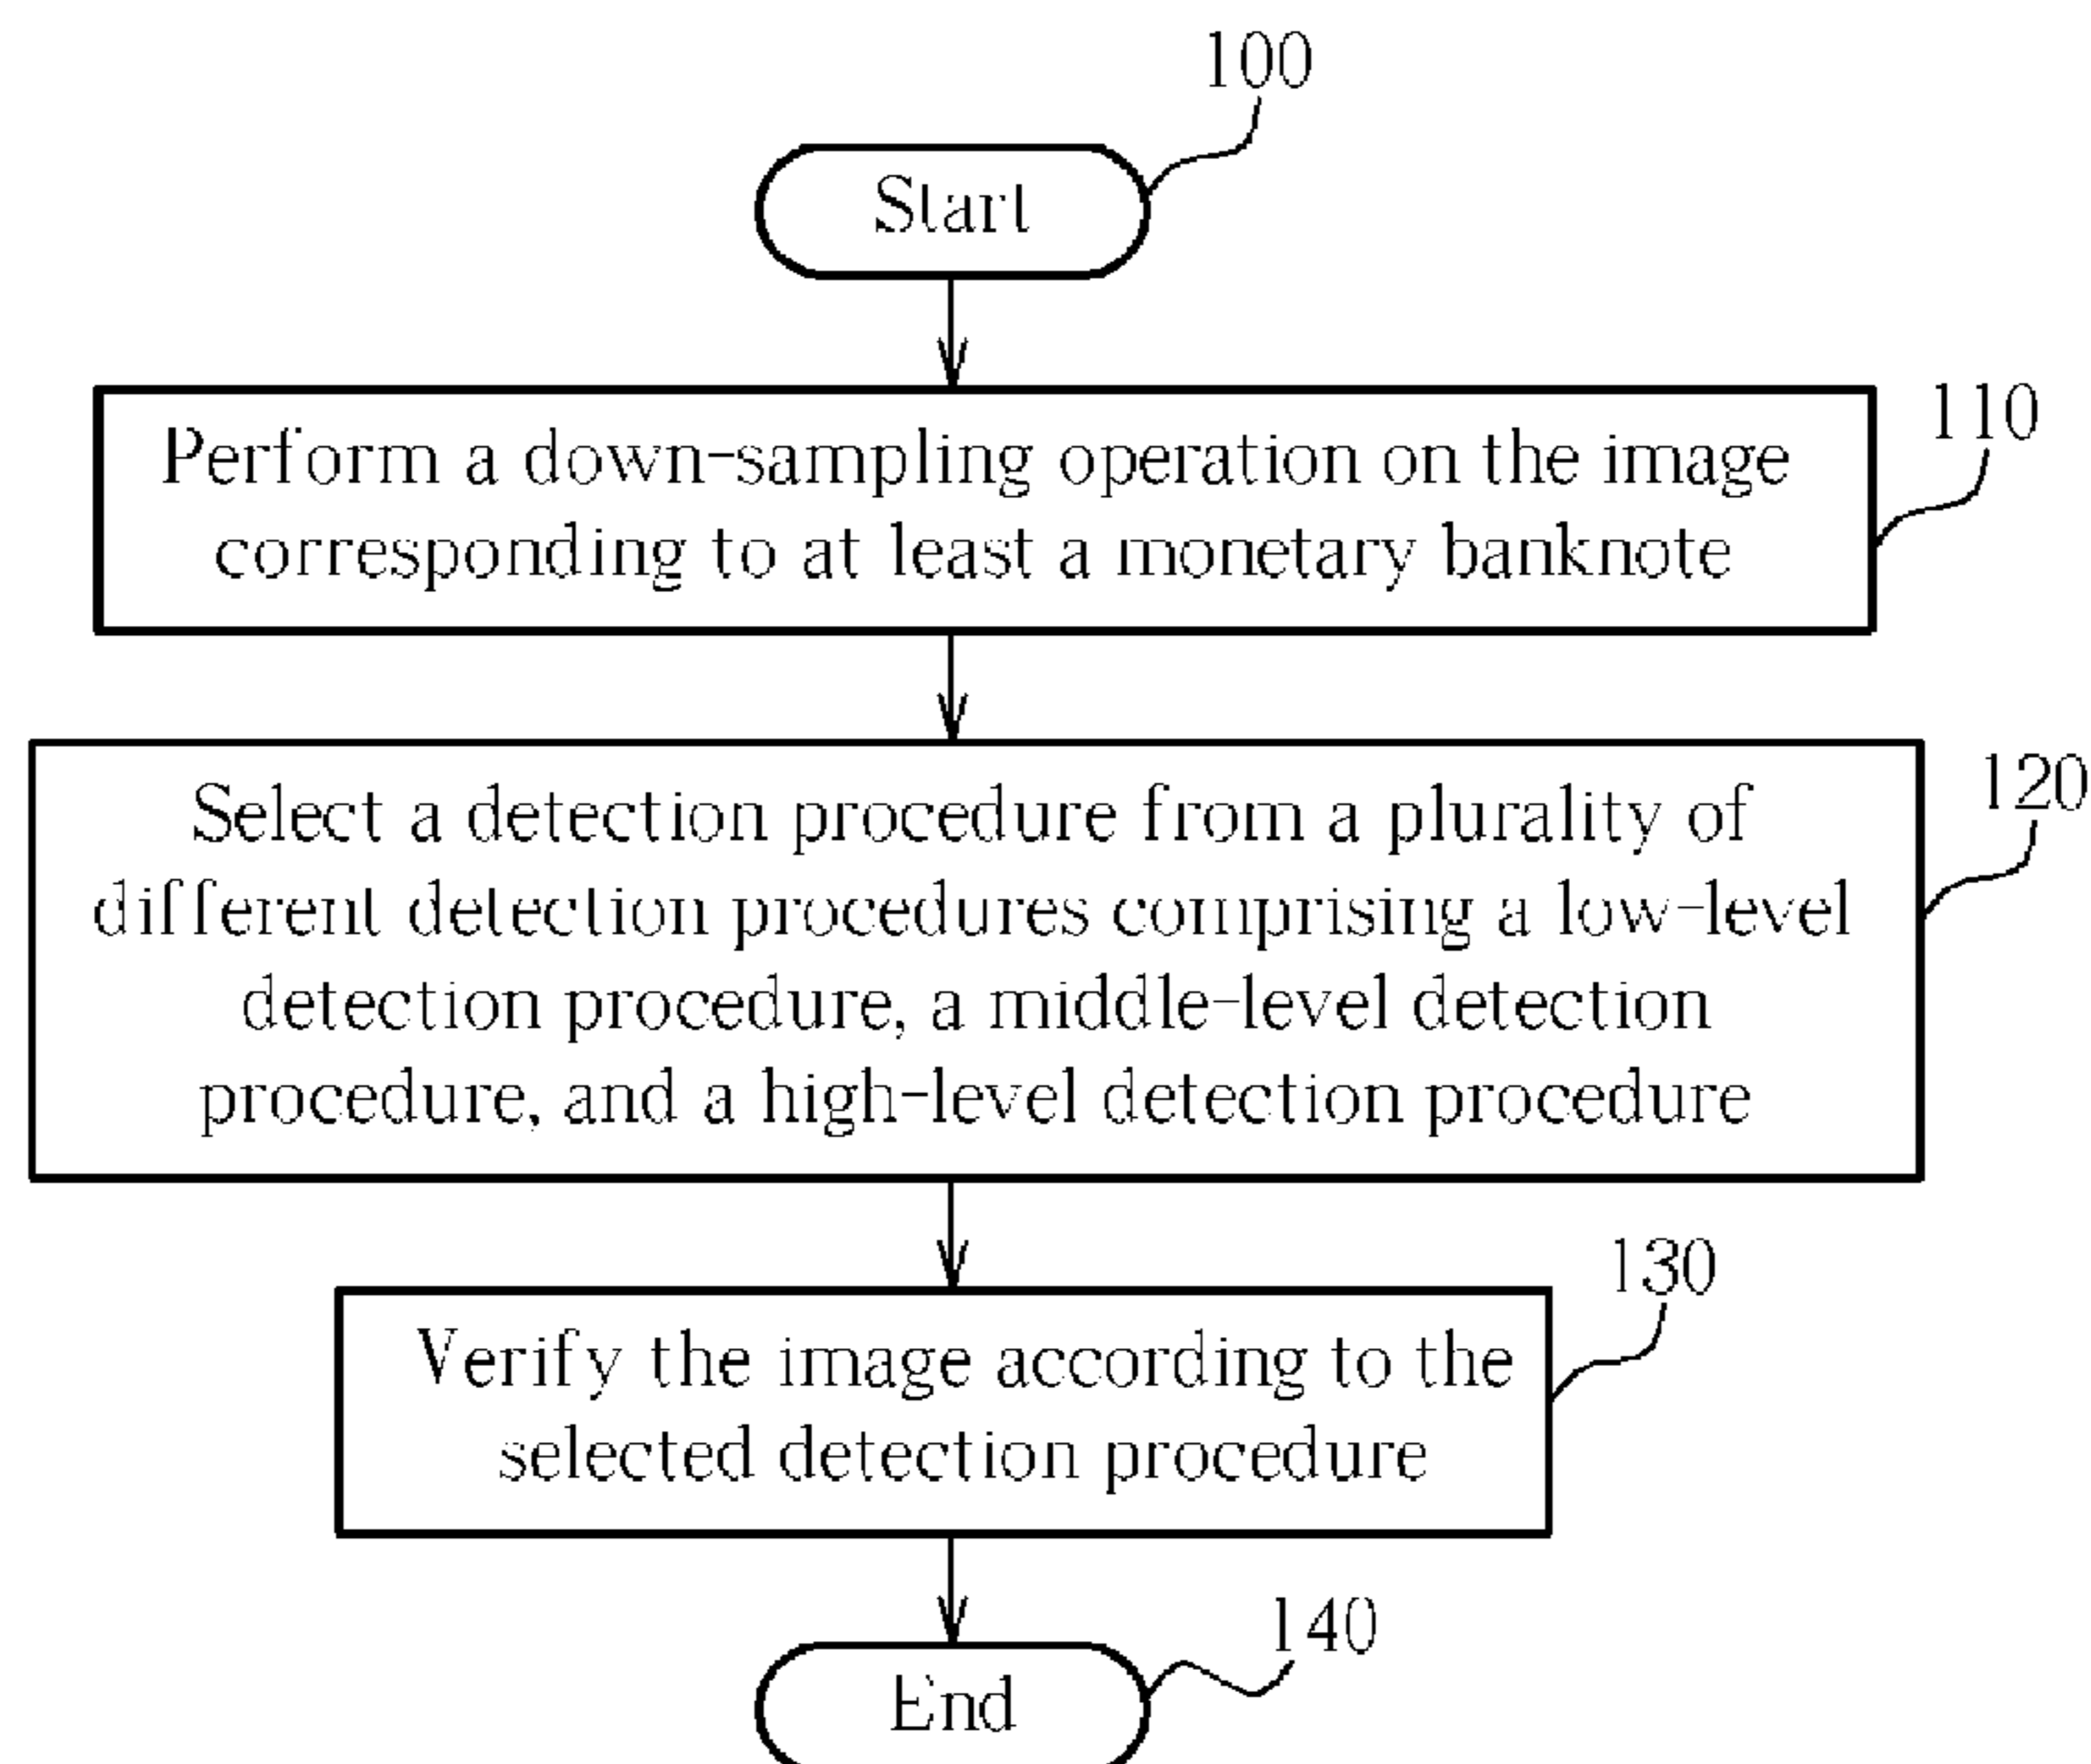 100
Start
110
Perform a down-sampling operation on the image
corresponding to at least a monetary banknote
120
Select a detection procedure from a plurality of
different detection procedures comprising a low-level
detection procedure, a middle-level detection
procedure, and a high-level detection procedure
130
Verify the image according to the
selected detection procedure
140
End